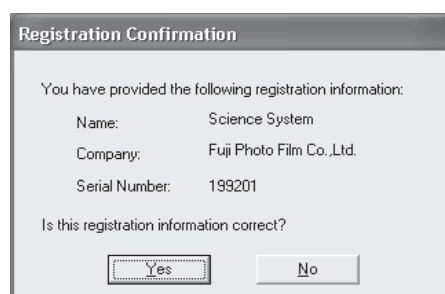 Registration Confirmation
You have provided the following registration information:
Name: Science System
Company: Fuji Photo Film Co.,Ltd.
Serial Number: 199201
Is this registration information correct?
Yes No